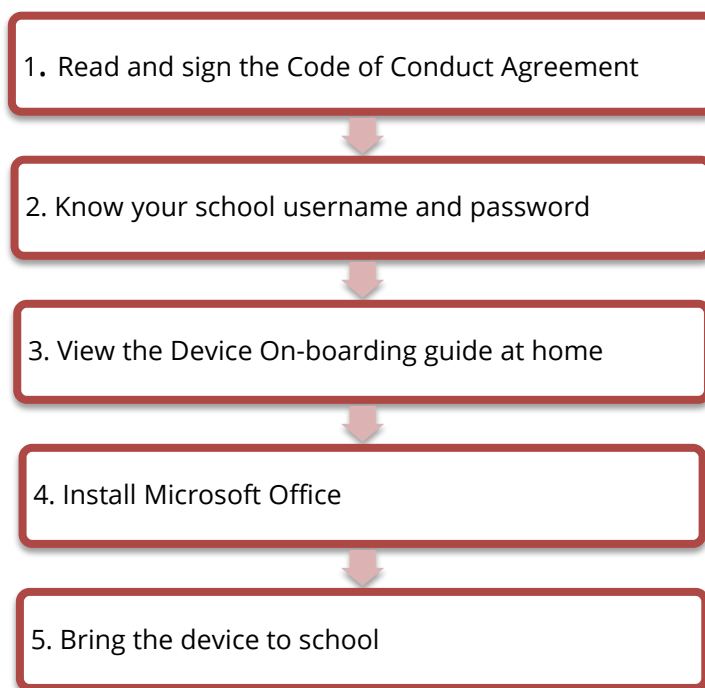 1. Read and sign the Code of Conduct Agreement
2. Know your school username and password
3. View the Device On-boarding guide at home
4. Install Microsoft Office
5. Bring the device to school